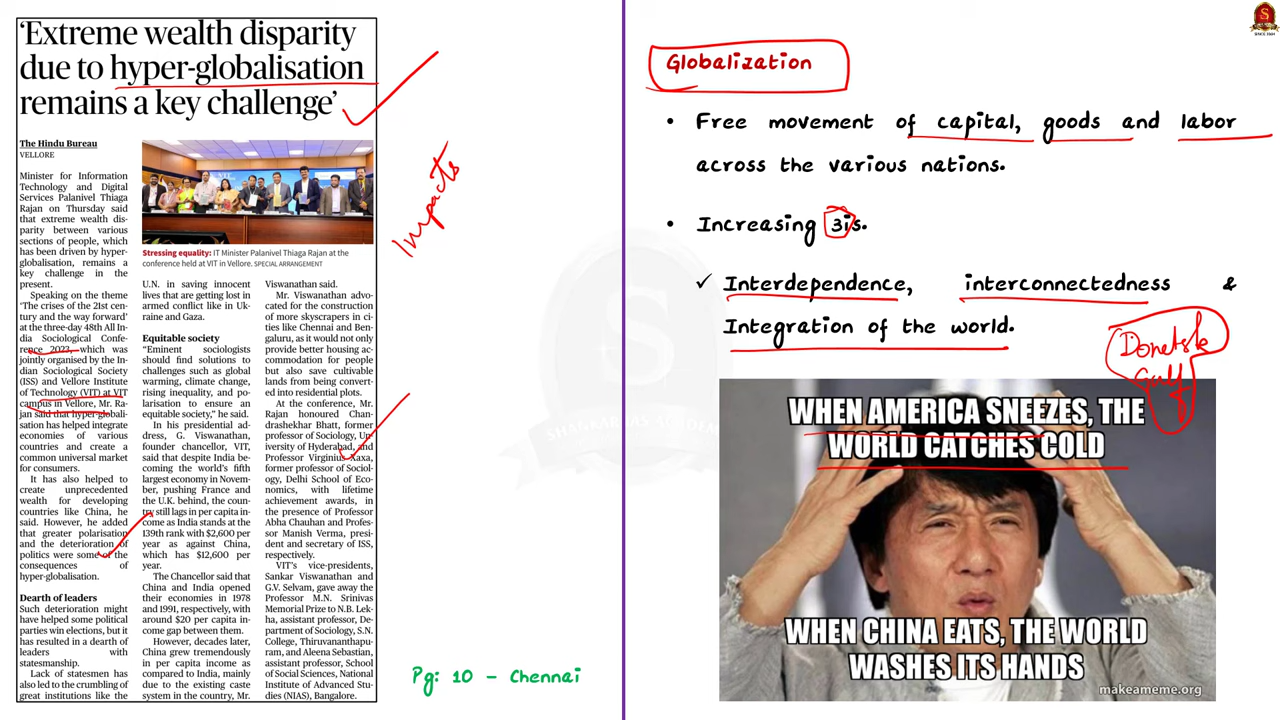 ‘Extreme wealth disparity
due to hyper-globalisation
remains a key challenge’
The Hindu Bureau
VELLORE
Minister for Information
Technology and Digital
Services Palanivel Thiaga
Rajan on Thursday said
that extreme wealth dis-
parity between various
sections of people, which
has been driven by hyper-
globalisation, remains a
key challenge in the
present.
Speaking on the theme
‘The crises of the 21st cen-
tury and the way forward’
at the three-day 48th All In-
dia Sociological Confe-
rence 2023, which was
jointly organised by the In-
dian Sociological Society
(ISS) and Vellore Institute
of Technology (VIT) at VIT
campus in Vellore, Mr. Ra-
jan said that hyper-globali-
sation has helped integrate
economies of various
countries and create a
common universal market
for consumers.
It has also helped to
create unprecedented
wealth for developing
countries like China, he
said. However, he added
that greater polarisation
and the deterioration of
politics were some of the
consequences of
hyper-globalisation.
Dearth of leaders
Such deterioration might
have helped some political
parties win elections, but it
has resulted in a dearth of
leaders with
statesmanship.
Lack of statesmen has
also led to the crumbling of
great institutions like the
Stressing equality: IT Minister Palanivel Thiaga Rajan at the
conference held at VIT in Vellore. SPECIAL ARRANGEMENT
U.N. in saving innocent
lives that are getting lost in
armed conflict like in Uk-
raine and Gaza.
Equitable society
“Eminent sociologists
should find solutions to
challenges such as global
warming, climate change,
rising inequality, and po-
larisation to ensure an
equitable society,” he said.
In his presidential ad-
dress, G. Viswanathan,
founder chancellor, VIT,
said that despite India be-
coming the world’s fifth
largest economy in Novem-
ber, pushing France and
the U.K. behind, the coun-
try still lags in per capita in-
come as India stands at the
139th rank with $2,600 per
year as against China,
which has $12,600 per
year.
The Chancellor said that
China and India opened
their economies in 1978
and 1991, respectively, with
around $20 per capita in-
come gap between them.
However, decades later,
China grew tremendously
in per capita income as
compared to India, mainly
due to the existing caste
system in the country, Mr.
Viswanathan said.
Mr. Viswanathan advo-
cated for the construction
of more skyscrapers in ci-
ties like Chennai and Ben-
galuru, as it would not only
provide better housing ac-
commodation for people
but also save cultivable
lands from being convert-
ed into residential plots.
At the conference, Mr.
Rajan honoured Chan-
drashekhar Bhatt, former
former professor of Sociology, Un-
iversity of Hyderabad, and
Professor Virginius Xaxa,
former professor of Sociol-
ogy, Delhi School of Eco-
nomics, with lifetime
achievement awards, in
the presence of Professor
Abha Chauhan and Profes-
sor Manish Verma, presi-
dent and secretary of ISS,
respectively.
VIT’s vice-presidents,
Sankar Viswanathan and
G.V. Selvam, gave away the
Professor M.N. Srinivas
Memorial Prize to N.B. Lek-
ha, assistant professor, De-
partment of Sociology, S.N.
College, Thiruvananthapu-
ram, and Aleena Sebastian,
assistant professor, School
of Social Sciences, National
Institute of Advanced Stu-
dies (NIAS), Bangalore.
Impacts
Pg: 10 - Chennai
Globalization
• Free movement of capital, goods and labor
across the various nations.
• Increasing 3is.
✓ Interdependence, interconnectedness &
Integration of the world.
Donetsk
Gulf
WHEN AMERICA SNEEZES, THE
WORLD CATCHES COLD
WHEN CHINA EATS, THE WORLD
WASHES ITS HANDS
makeameme.org